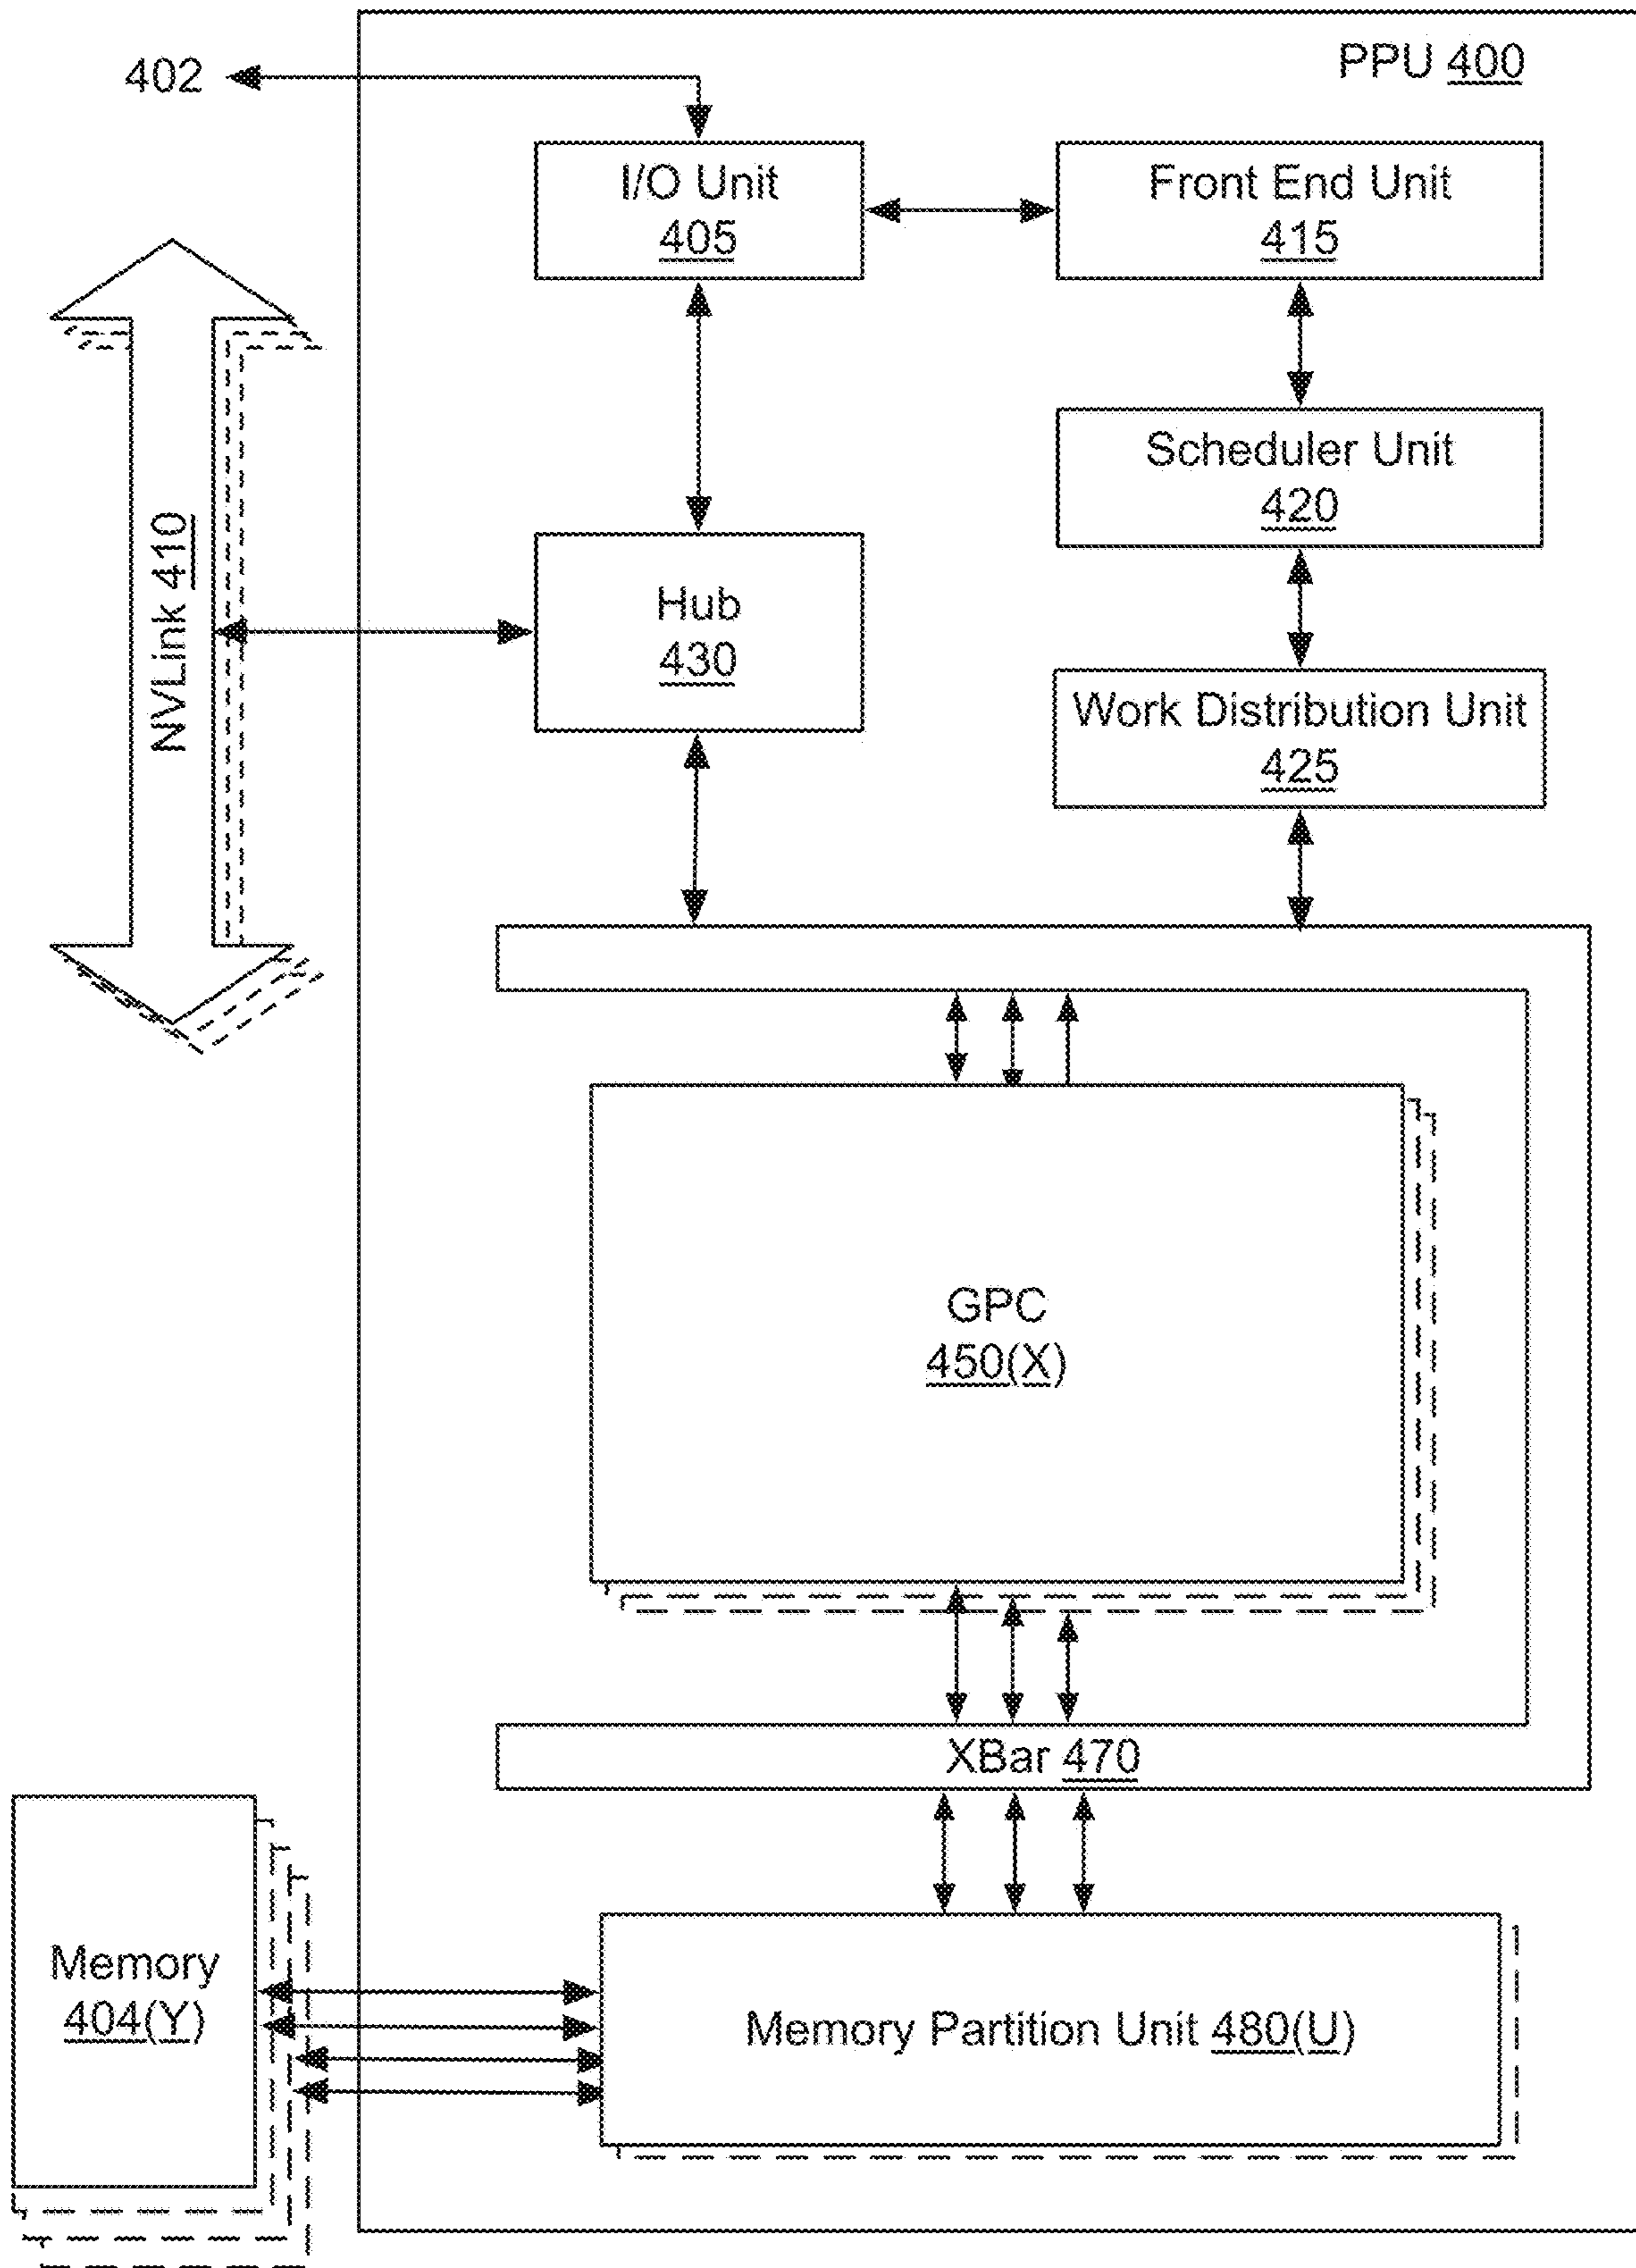 PPU 400
402
I/O Unit
405
Front End Unit
415
Scheduler Unit
420
NVLink 410
Hub
430
Work Distribution Unit
425
GPC
450(X)
XBar 470
Memory
404(Y)
Memory Partition Unit 480(U)